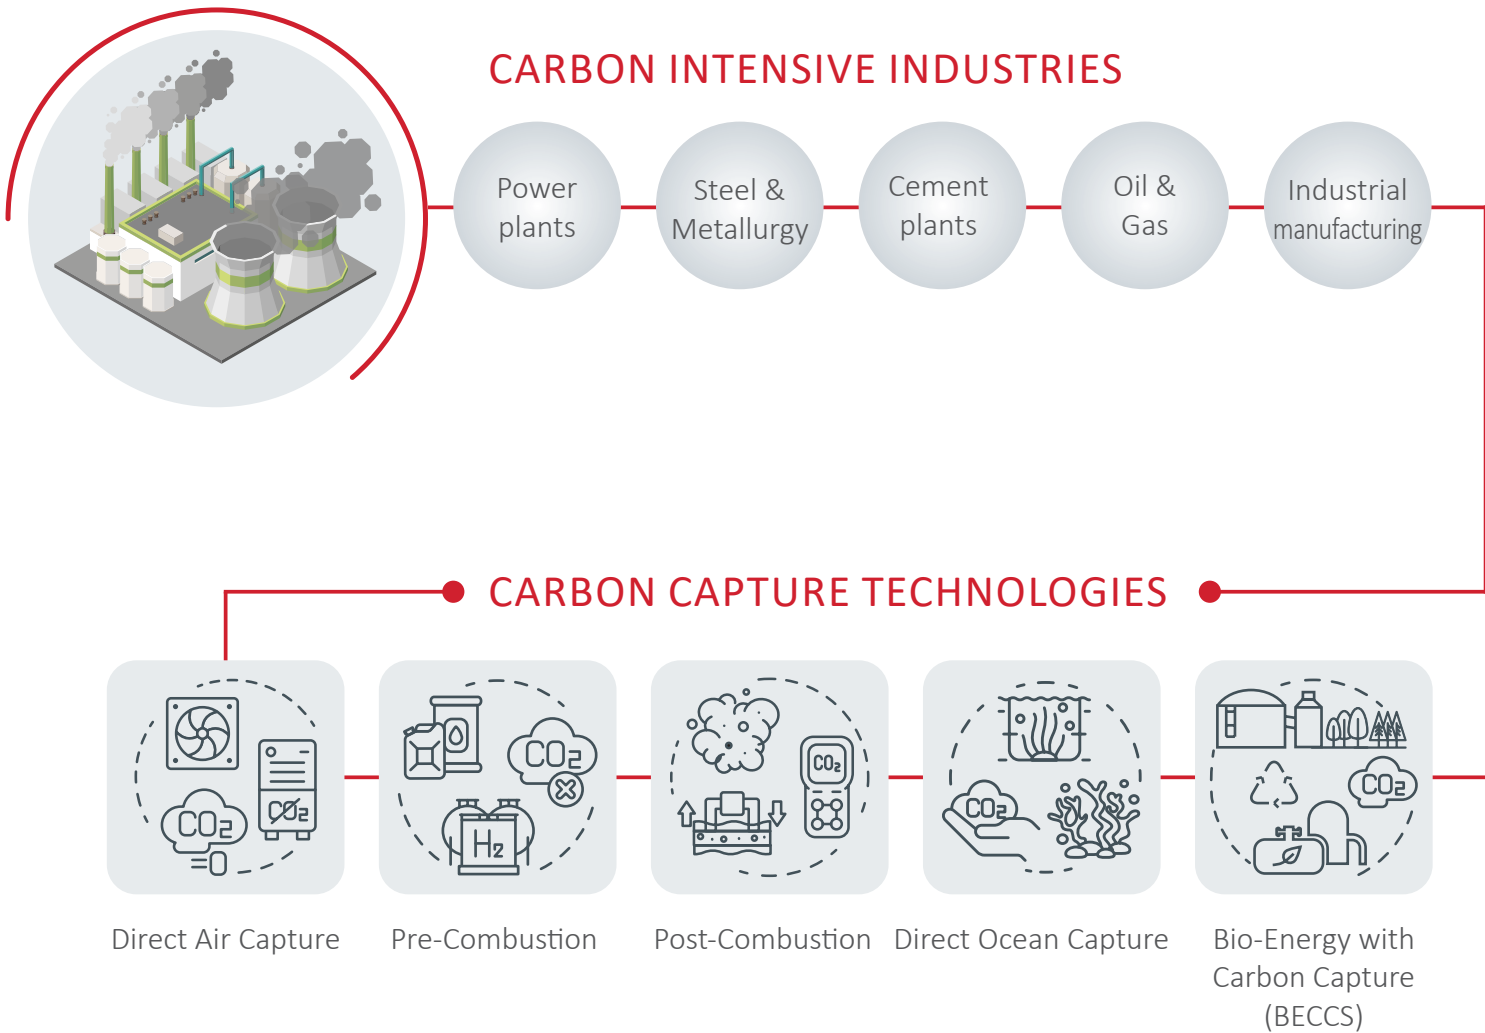 CARBON INTENSIVE INDUSTRIES
Power
plants
Steel &
Metallurgy
Cement
plants
Oil &
Gas
Industrial
manufacturing
CARBON CAPTURE TECHNOLOGIES
CO2
CO2
=0
CO2
H2
CO2
CO2
CO2
Direct Air Capture
Pre-Combustion
Post-Combustion
Direct Ocean Capture
Bio-Energy with
Carbon Capture
(BECCS)